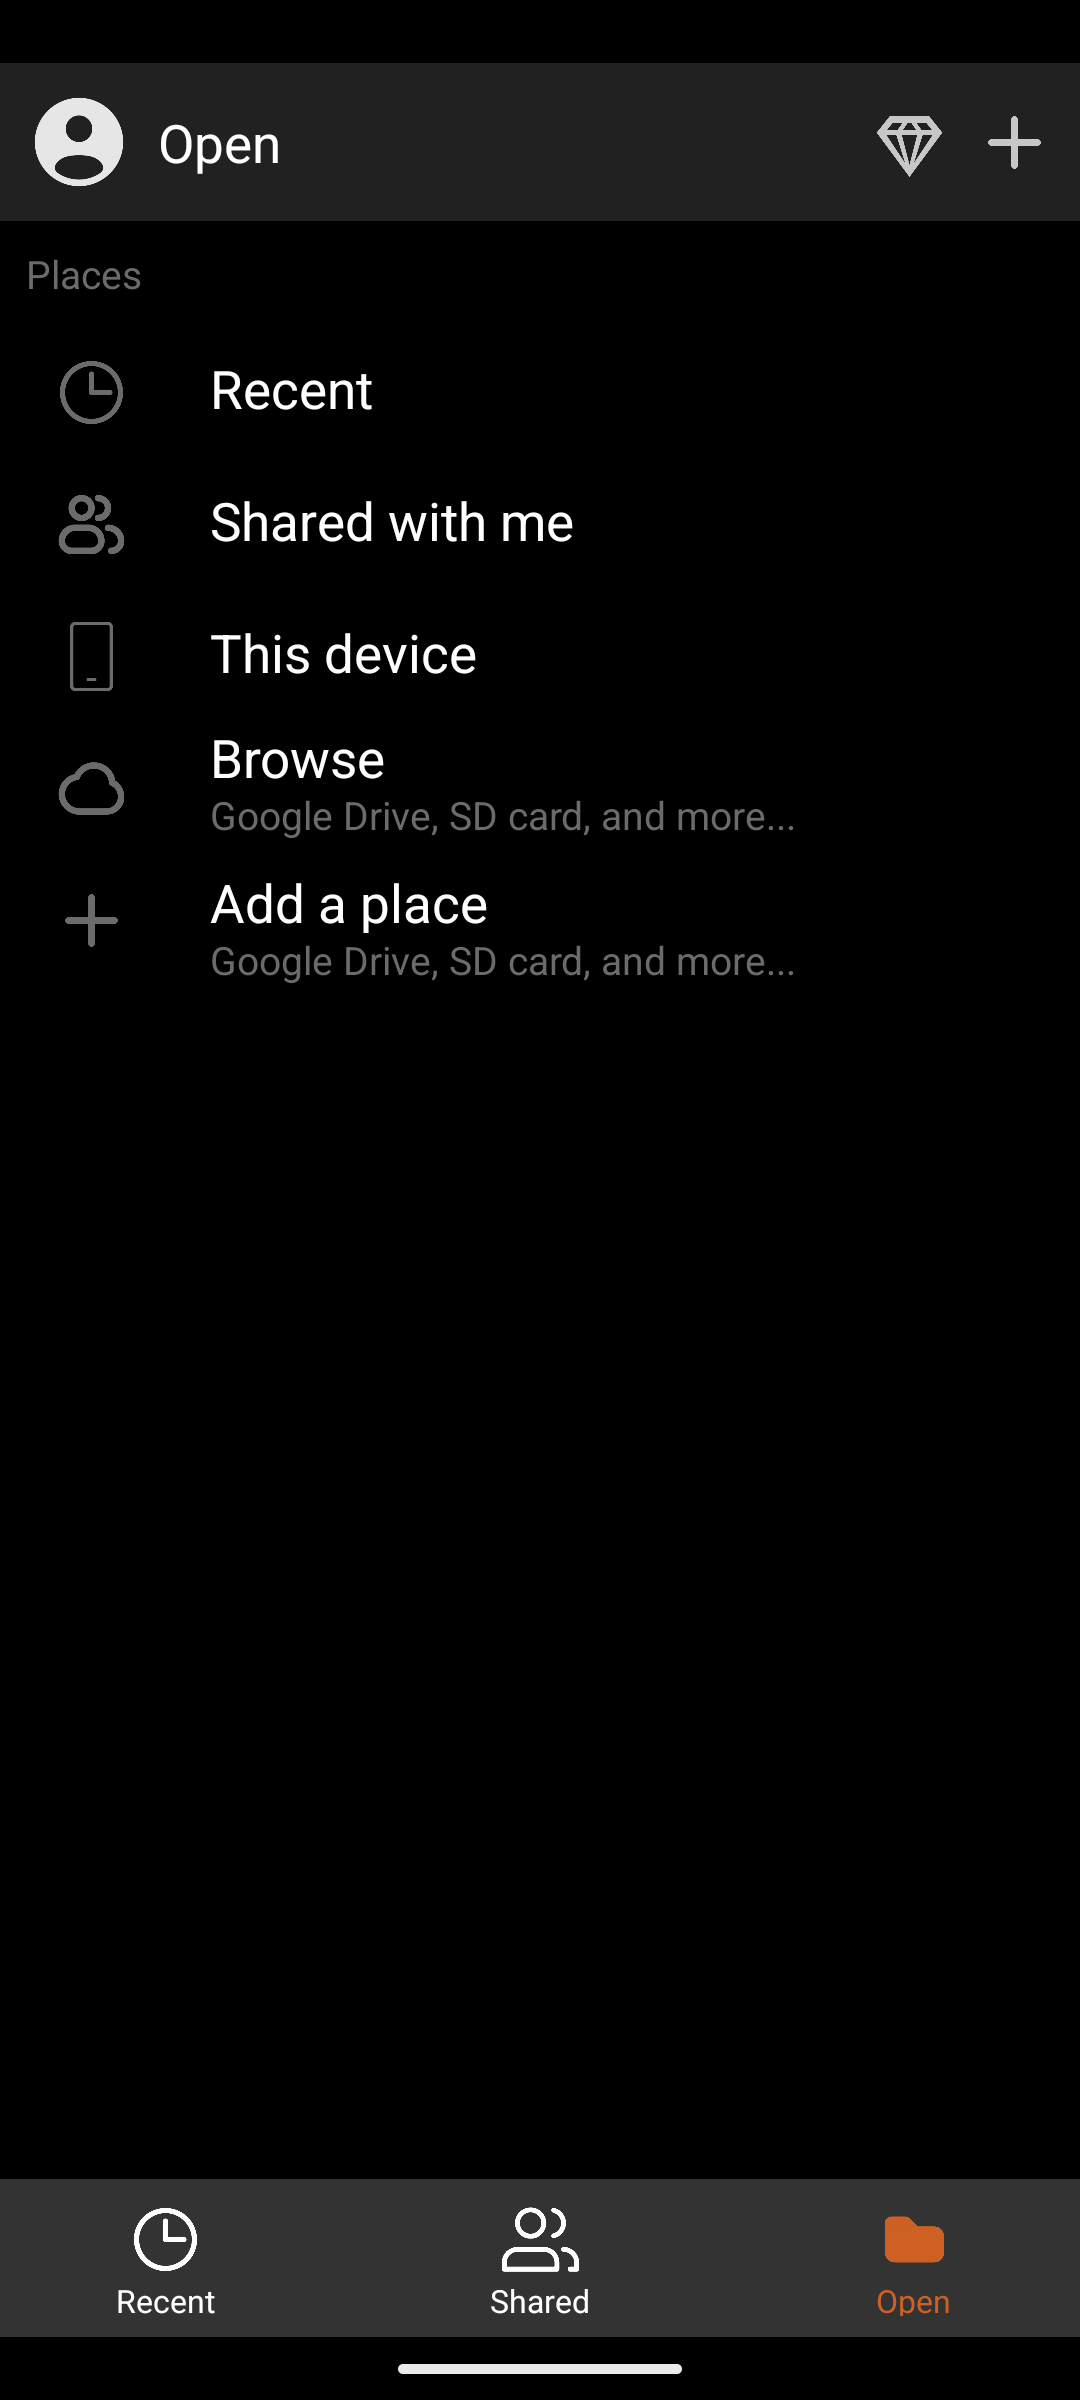 Open
Places
Recent
Shared with me
This device
Browse
Google Drive, SD card, and more...
Add a place
Google Drive, SD card, and more...
Recent
Shared
Open